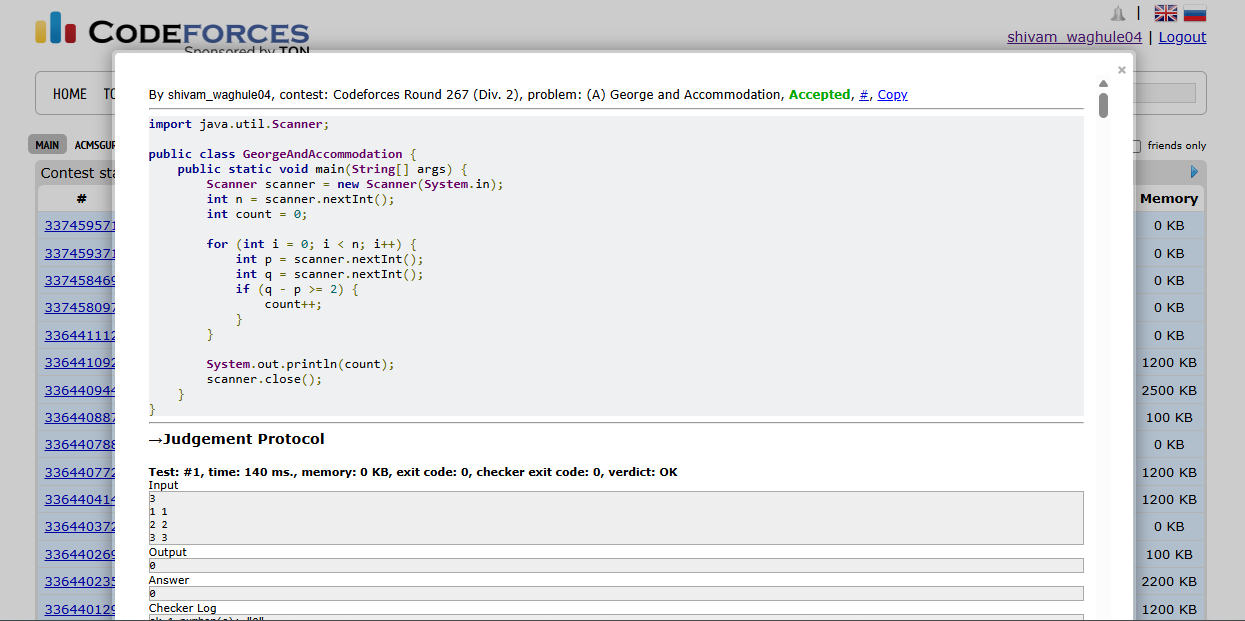 CODEFORCES
Sponsored by TON
|
shivam_waghule04 | Logout
HOME
MAIN ACMSGUR
friends only
Contest sta
#
Memory
337459571 0 KB
337459371 0 KB
337458469 0 KB
337458097 0 KB
336441112 0 KB
336441092 1200 KB
336440944 2500 KB
336440887 100 KB
336440788 0 KB
336440772 1200 KB
336440414 1200 KB
336440372 0 KB
336440269 100 KB
336440235 2200 KB
336440129 1200 KB
×
By shivam_waghule04, contest: Codeforces Round 267 (Div. 2), problem: (A) George and Accommodation, Accepted, #, Copy
import java.util.Scanner;
public class GeorgeAndAccommodation {
public static void main(String[] args) {
Scanner scanner = new Scanner(System.in);
int n = scanner.nextInt();
int count = 0;
for (int i = 0; i < n; i++) {
int p = scanner.nextInt();
int q = scanner.nextInt();
if (q - p >= 2) {
count++;
}
}
System.out.println(count);
scanner.close();
}
}
→Judgement Protocol
Test: #1, time: 140 ms., memory: 0 KB, exit code: 0, checker exit code: 0, verdict: OK
Input
3
1 1
2 2
3 3
Output
0
Answer
0
Checker Log